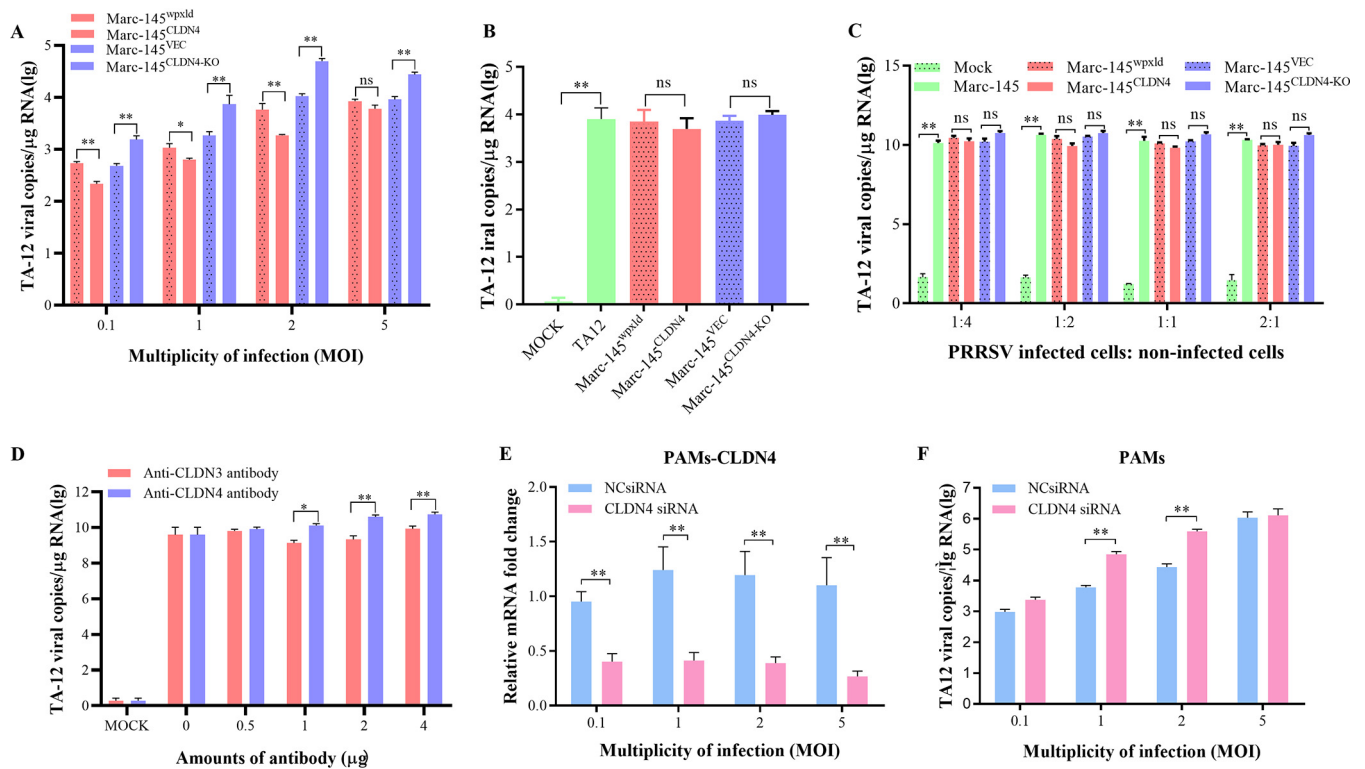 A
Marc-145wpxld
Marc-145CLDN4
Marc-145VEC
Marc-145CLDN4-KO
TA-12 viral copies/μg RNA(lg)
5
4
3
2
1
0
** ** * ** ** ** ns **
0.1 1 2 5
Multiplicity of infection (MOI)
B
TA-12 iral copies/μg RNA(lg)
5
4
3
2
1
0
** ns ns
MOCK
TA12
Marc-145wpxld
Marc-145CLDN4
Marc-145VEC
Marc-145CLDN4-KO
C
Mock
Marc-145
Marc-145wpxld
Marc-145CLDN4
Marc-145VEC
Marc-145CLDN4-KO
TA-12 viral copies/μg RNA(lg)
15
10
5
0
** ns ns ** ns ns ** ns ns ** ns ns
1:4 1:2 1:1 2:1
PRRSV infected cells: non-infected cells
D
Anti-CLDN3 antibody
Anti-CLDN4 antibody
TA-12 viral copies/μg RNA(lg)
12
10
8
6
4
2
0
* ** **
MOCK 0 0.5 1 2 4
Amounts of antibody (μg)
E
PAMs-CLDN4
NCsiRNA
CLDN4 siRNA
Relative mRNA fold change
2.0
1.5
1.0
0.5
0.0
** ** ** **
0.1 1 2 5
Multiplicity of infection (MOI)
F
PAMs
NCsiRNA
CLDN4 siRNA
TA12 viral copies/ lg RNA(lg)
7
6
5
4
3
2
1
0
** **
0.1 1 2 5
Multiplicity of infection (MOI)